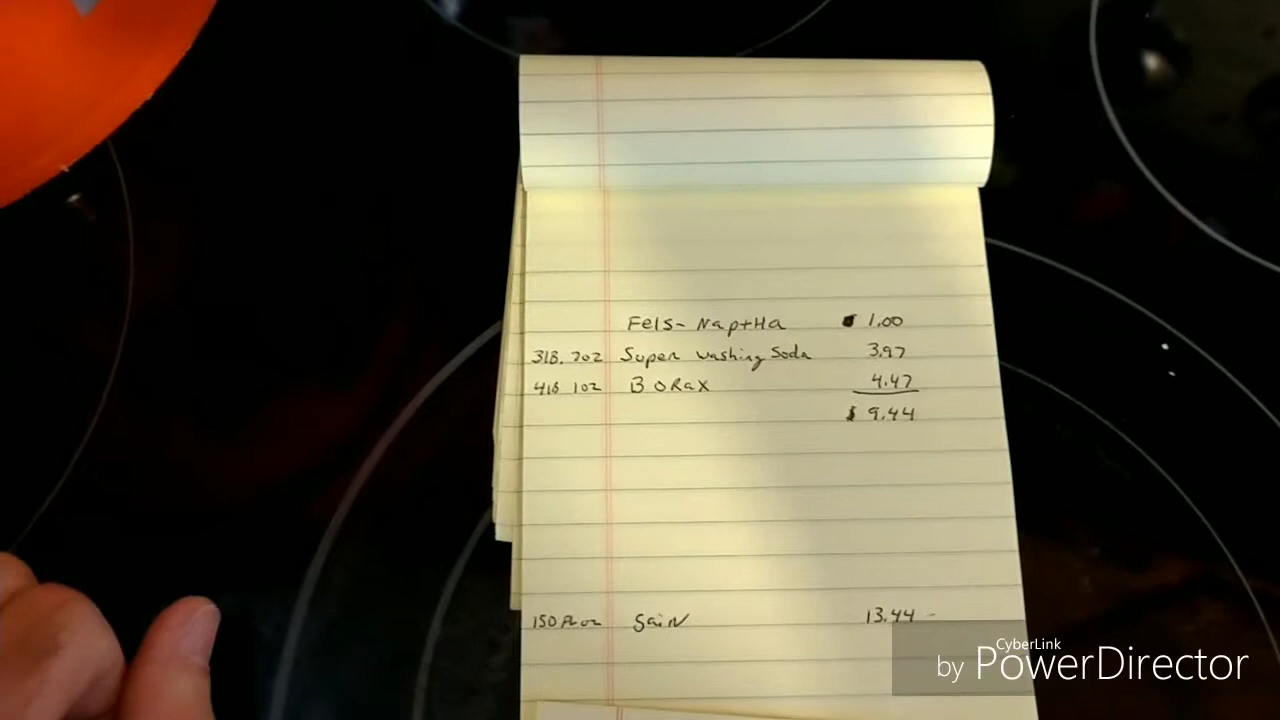 Fels-Naptha $ 1.00
3lb. 7oz Super Washing Soda 3.97
4lb 1oz BORax 4.47
$ 9.44
150 FL oz gaiN 13.44 -
CyberLink
by PowerDirector